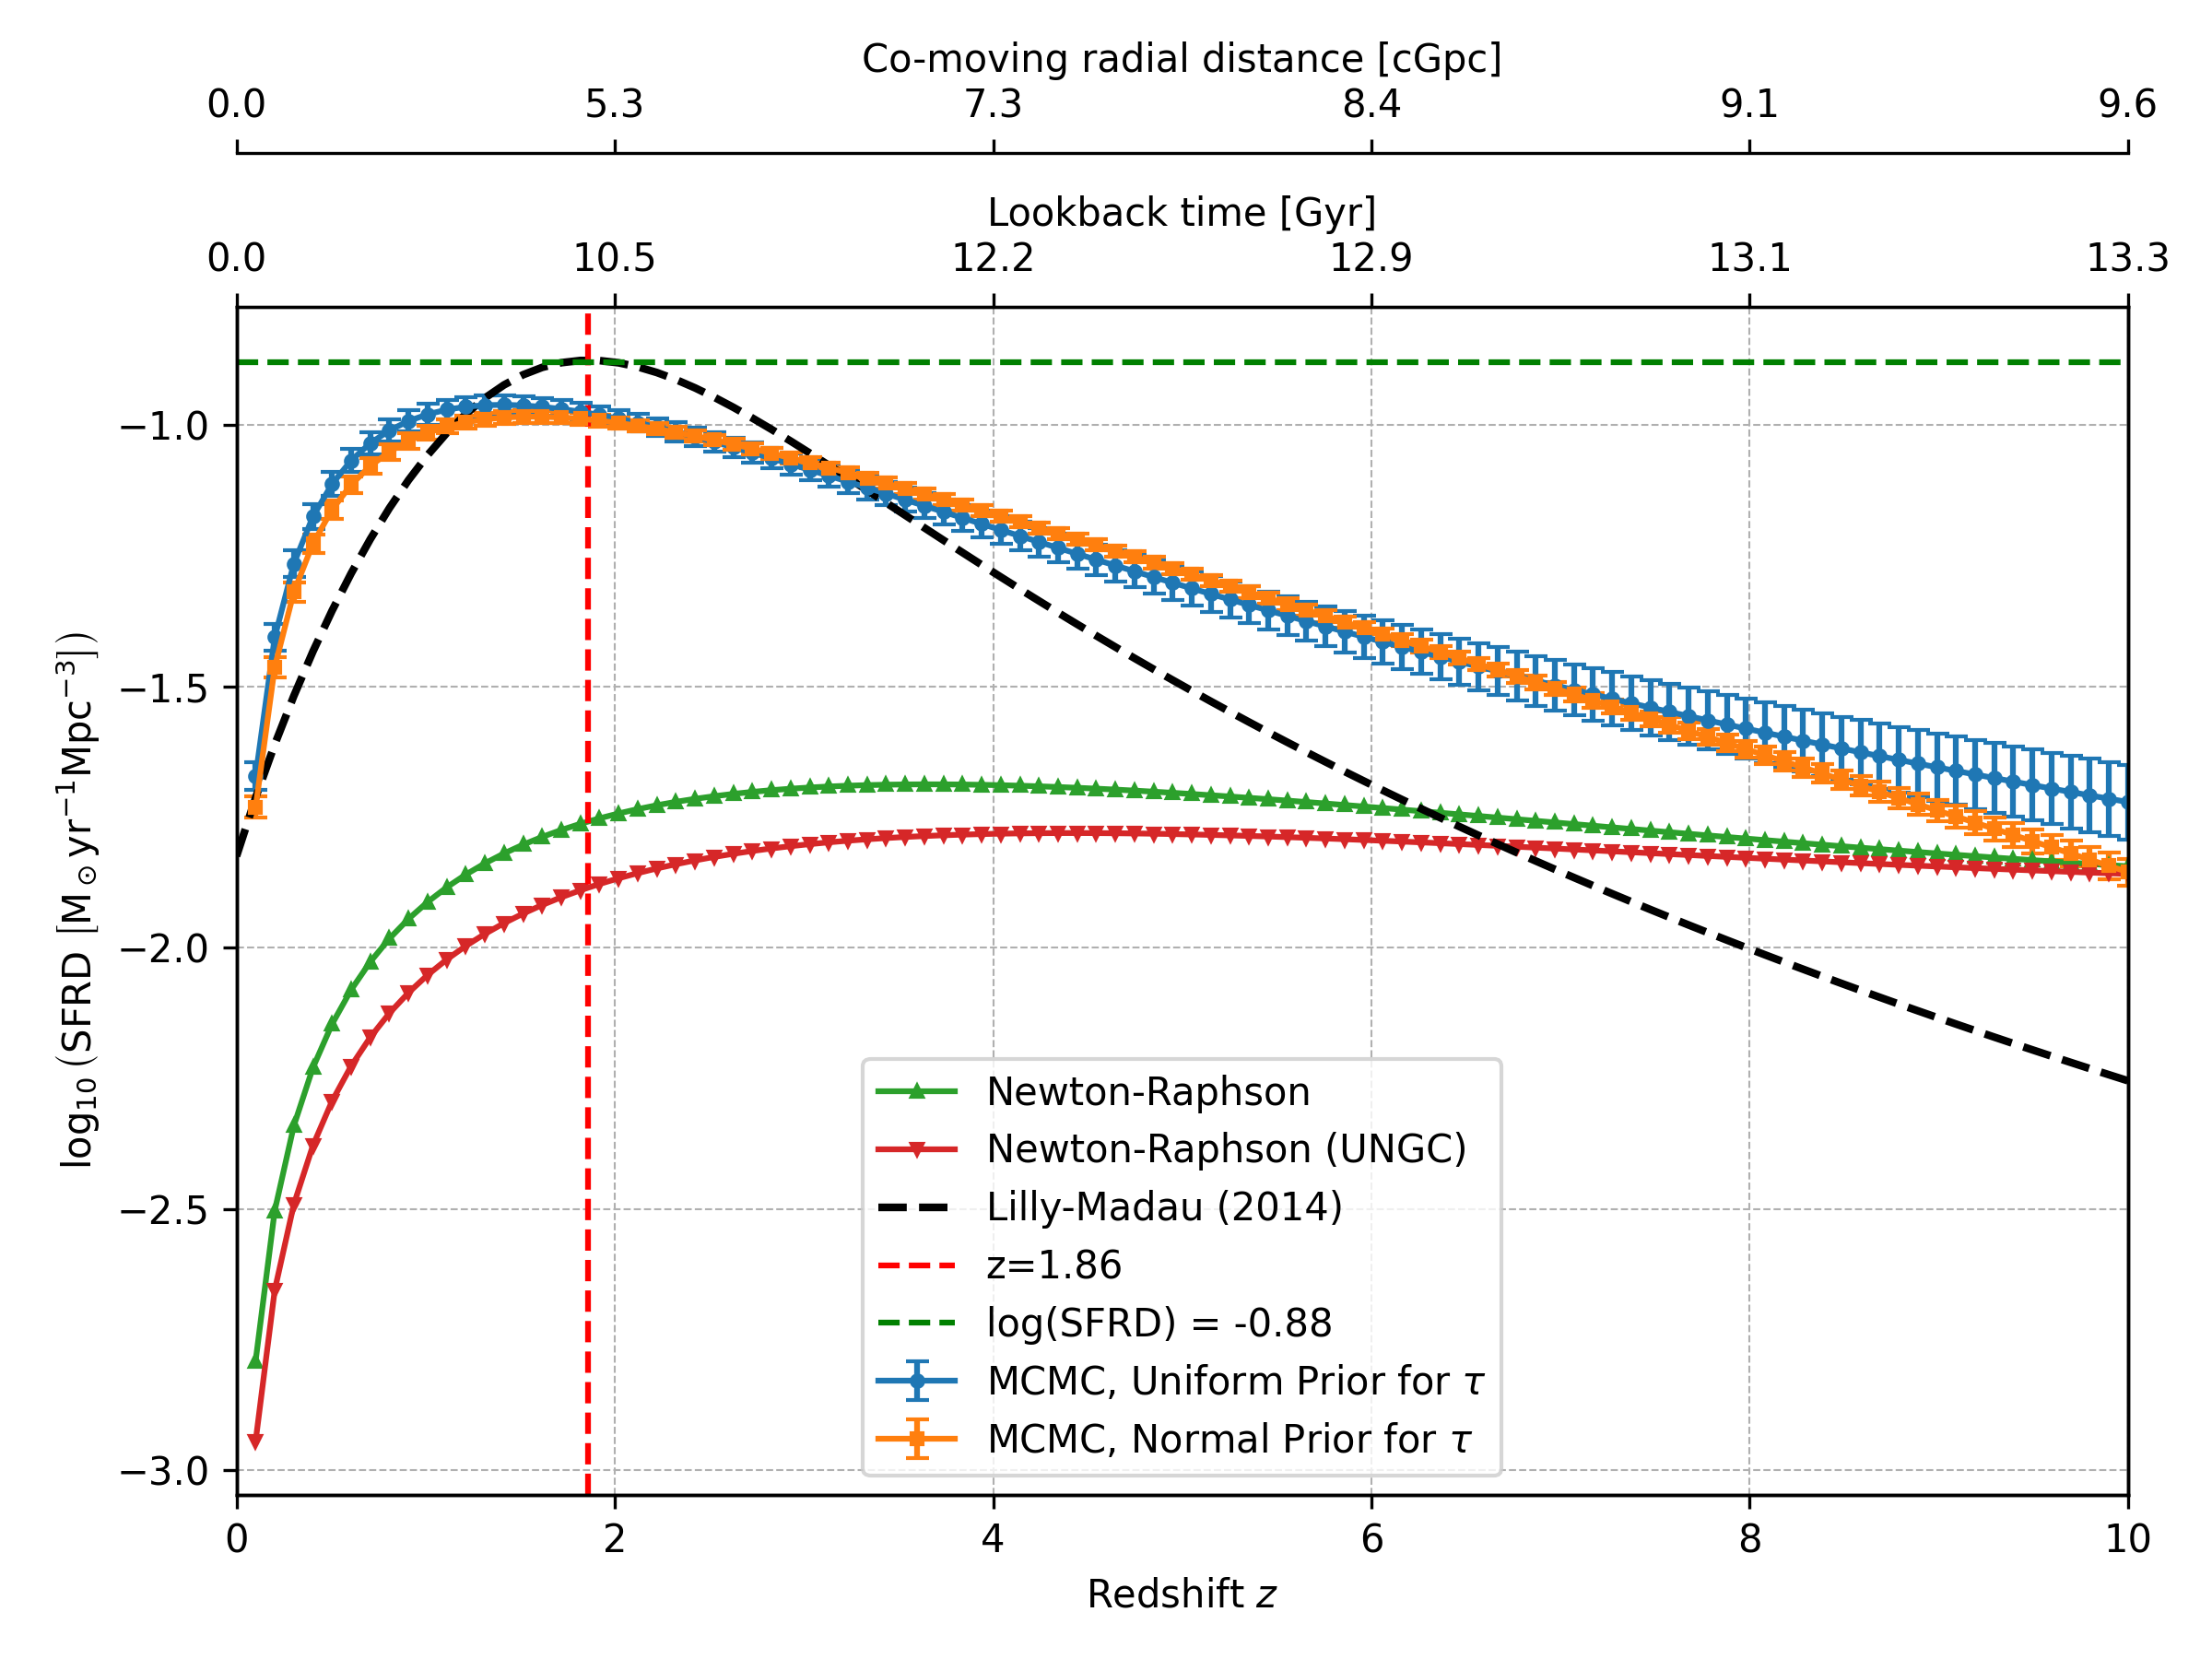 Co-moving radial distance [cGpc]
0.0 5.3 7.3 8.4 9.1 9.6
Lookback time [Gyr]
0.0 10.5 12.2 12.9 13.1 13.3
log₁₀ (SFRD [M⊙yr⁻¹Mpc⁻³])
−1.0
−1.5
−2.0
−2.5
−3.0
Newton-Raphson
Newton-Raphson (UNGC)
Lilly-Madau (2014)
z=1.86
log(SFRD) = -0.88
MCMC, Uniform Prior for τ
MCMC, Normal Prior for τ
0 2 4 6 8 10
Redshift z